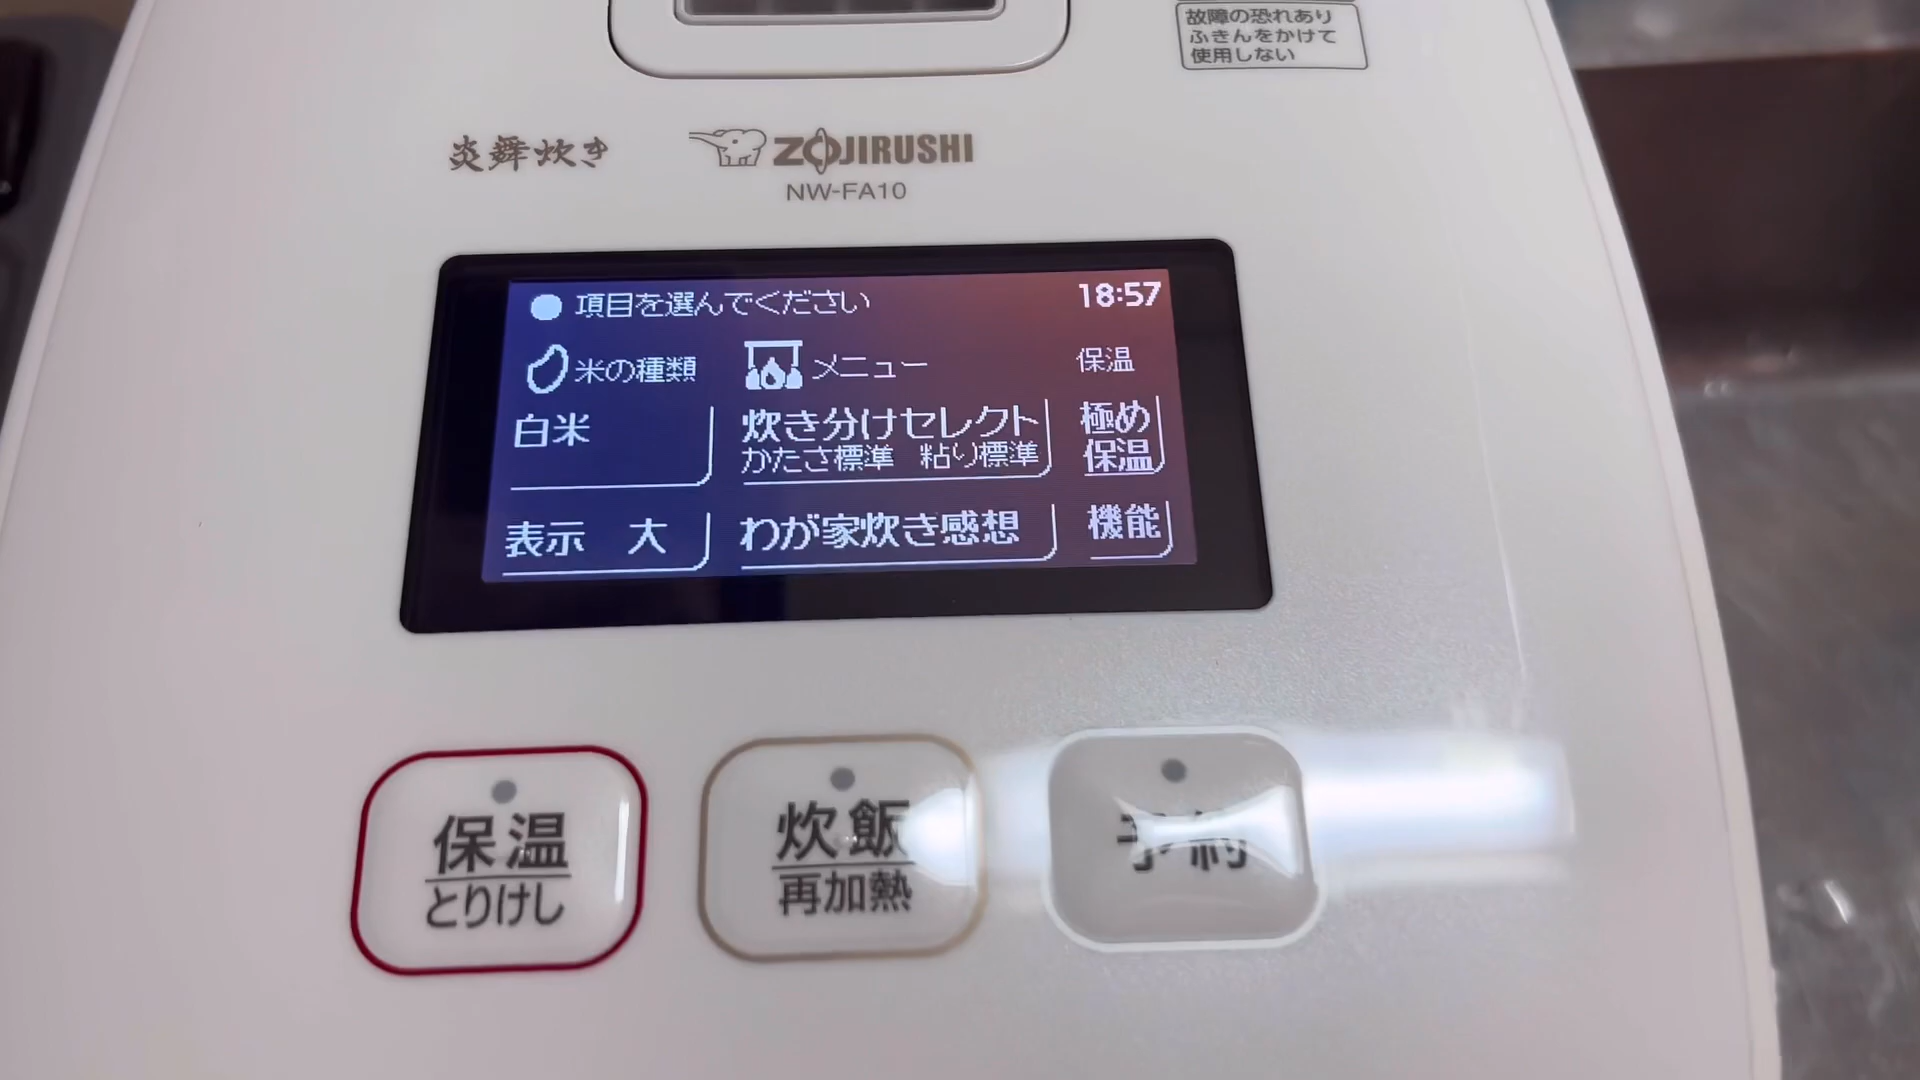 故障の恐れあり
ふきんをかけて
使用しない
炎舞炊き
ZOJIRUSHI
NW-FA10
項目を選んでください 18:57
米の種類 メニュー 保温
白米 炊き分けセレクト 極め
かたさ標準 粘り標準 保温
表示 大 わが家炊き感想 機能
保温 炊飯 予約
とりけし 再加熱